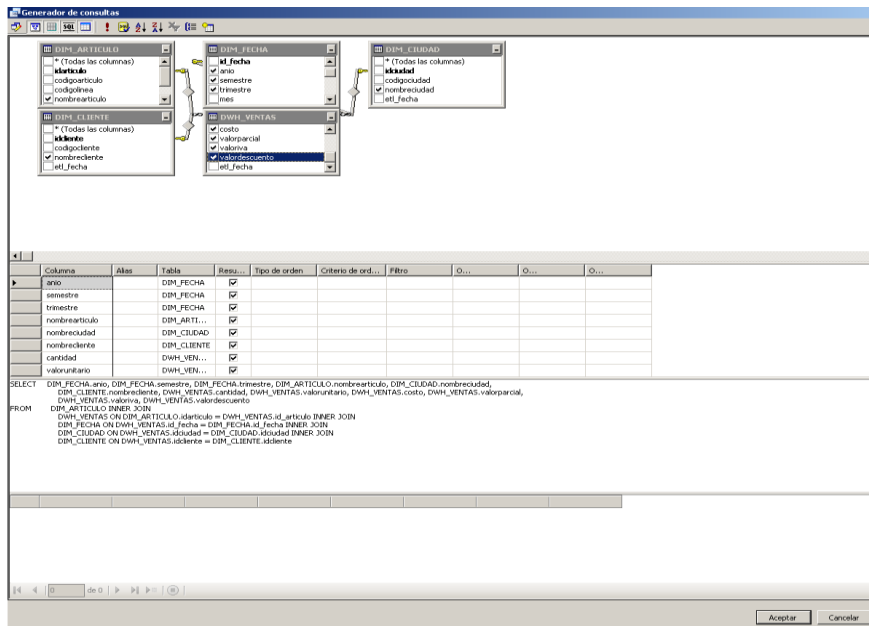 Generador de consultas
SQL
DIM_ARTICULO
* (Todas las columnas)
idarticulo
codigoarticulo
codigolinea
nombrearticulo
DIM_FECHA
id_fecha
anio
semestre
trimestre
mes
DIM_CIUDAD
* (Todas las columnas)
idciudad
codigociudad
nombreciudad
etl_fecha
DIM_CLIENTE
* (Todas las columnas)
idcliente
codigocliente
nombrecliente
etl_fecha
DWH_VENTAS
costo
valorparcial
valoriva
valordescuento
etl_fecha
Columna Alias Tabla Resu... Tipo de orden Criterio de ord... Filtro O... O... O...
anio DIM_FECHA
semestre DIM_FECHA
trimestre DIM_FECHA
nombrearticulo DIM_ARTI...
nombreciudad DIM_CIUDAD
nombrecliente DIM_CLIENTE
cantidad DWH_VEN...
valorunitario DWH_VEN...
SELECT DIM_FECHA.anio, DIM_FECHA.semestre, DIM_FECHA.trimestre, DIM_ARTICULO.nombrearticulo, DIM_CIUDAD.nombreciudad,
DIM_CLIENTE.nombrecliente, DWH_VENTAS.cantidad, DWH_VENTAS.valorunitario, DWH_VENTAS.costo, DWH_VENTAS.valorparcial,
DWH_VENTAS.valoriva, DWH_VENTAS.valordescuento
FROM DIM_ARTICULO INNER JOIN
DWH_VENTAS ON DIM_ARTICULO.idarticulo = DWH_VENTAS.id_articulo INNER JOIN
DIM_FECHA ON DWH_VENTAS.id_fecha = DIM_FECHA.id_fecha INNER JOIN
DIM_CIUDAD ON DWH_VENTAS.idciudad = DIM_CIUDAD.idciudad INNER JOIN
DIM_CLIENTE ON DWH_VENTAS.idcliente = DIM_CLIENTE.idcliente
0 de 0
Aceptar Cancelar